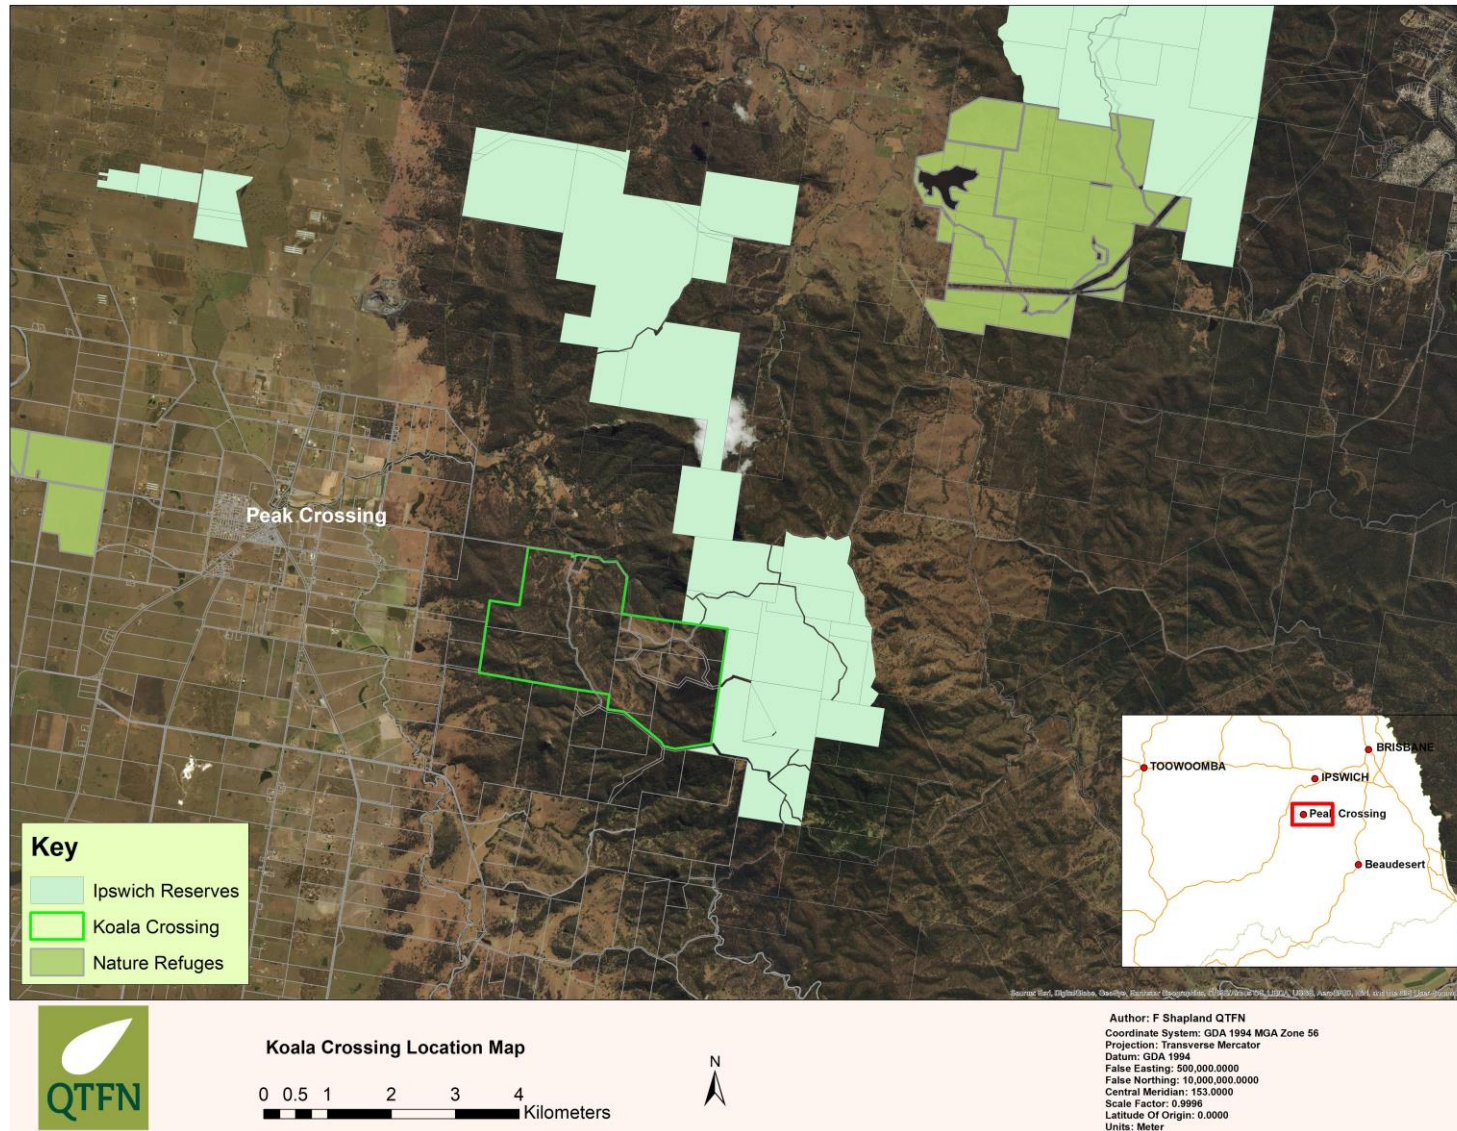 Peak Crossing
BRISBANE
TOOWOOMBA
IPSWICH
Peak Crossing
Beaudesert
Key
Ipswich Reserves
Koala Crossing
Nature Refuges
QTFN
Koala Crossing Location Map
0 0.5 1 2 3 4
Kilometers
N
Author: F Shapland QTFN
Coordinate System: GDA 1994 MGA Zone 56
Projection: Transverse Mercator
Datum: GDA 1994
False Easting: 500,000.0000
False Northing: 10,000,000.0000
Central Meridian: 153.0000
Scale Factor: 0.9996
Latitude Of Origin: 0.0000
Units: Meter